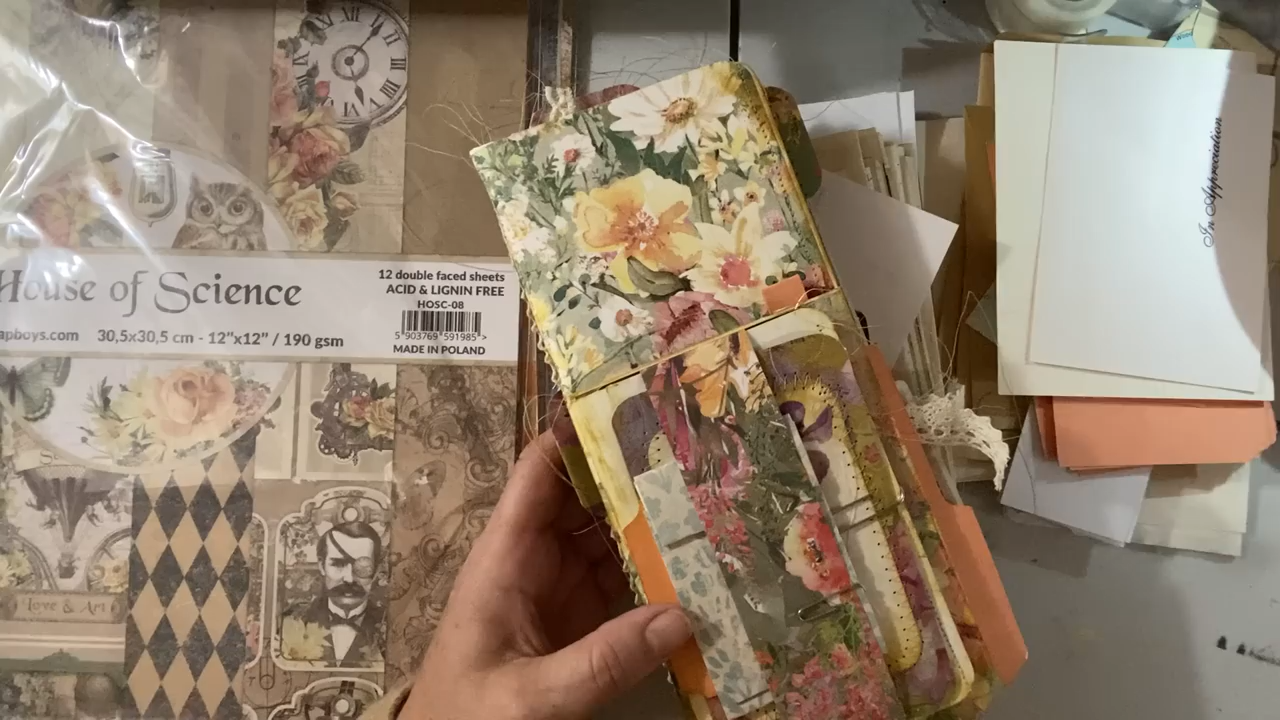 House of Science
12 double faced sheets
ACID & LIGNIN FREE
HOSC-08
5 903769 591985 >
MADE IN POLAND
apboys.com 30,5x30,5 cm - 12"x12" / 190 gsm
Love & Art
In Appreciation